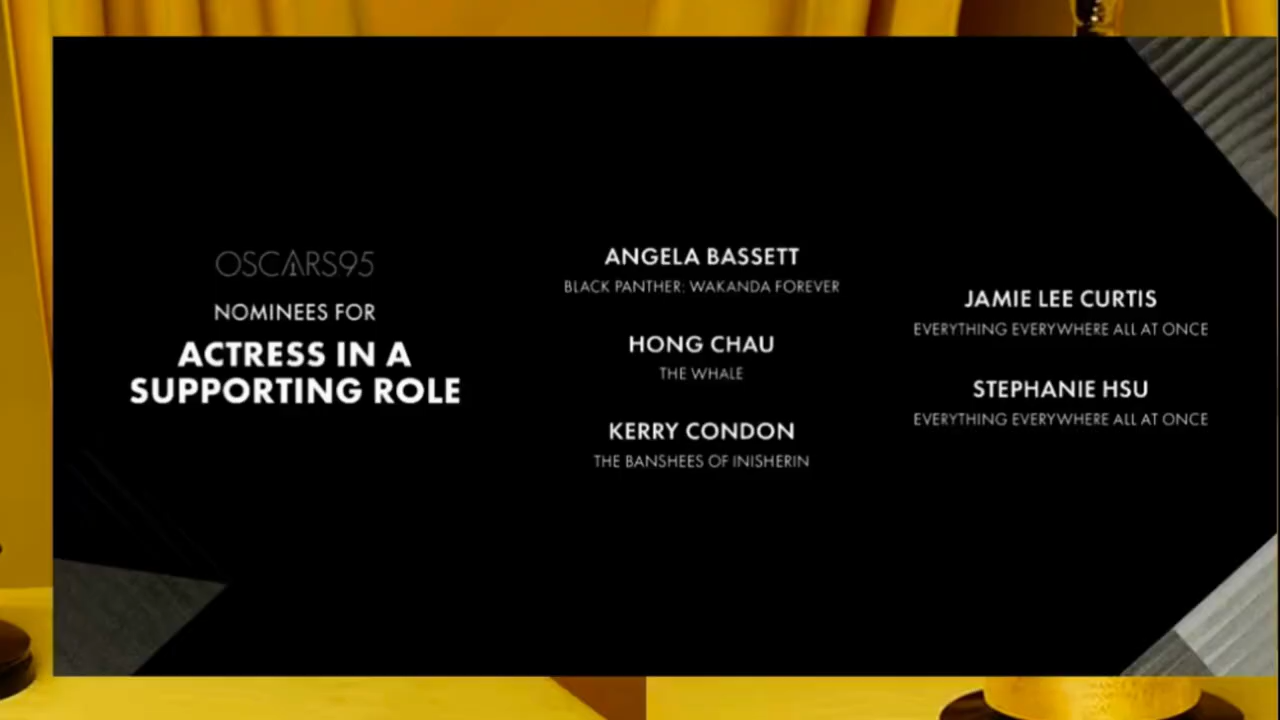 OSCARS95
NOMINEES FOR
ACTRESS IN A
SUPPORTING ROLE
ANGELA BASSETT
BLACK PANTHER: WAKANDA FOREVER
HONG CHAU
THE WHALE
KERRY CONDON
THE BANSHEES OF INISHERIN
JAMIE LEE CURTIS
EVERYTHING EVERYWHERE ALL AT ONCE
STEPHANIE HSU
EVERYTHING EVERYWHERE ALL AT ONCE